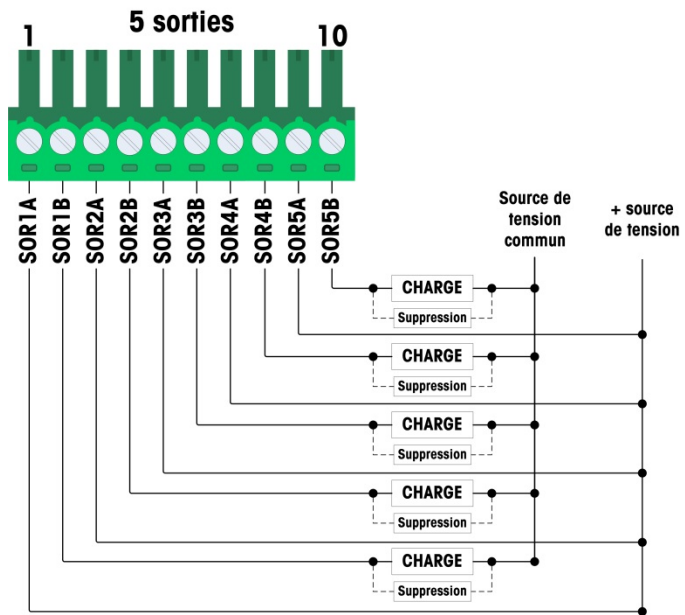 5 sorties
1
10
SOR1A
SOR1B
SOR2A
SOR2B
SOR3A
SOR3B
SOR4A
SOR4B
SOR5A
SOR5B
Source de
tension
commun
+ source
de tension
CHARGE
Suppression
CHARGE
Suppression
CHARGE
Suppression
CHARGE
Suppression
CHARGE
Suppression